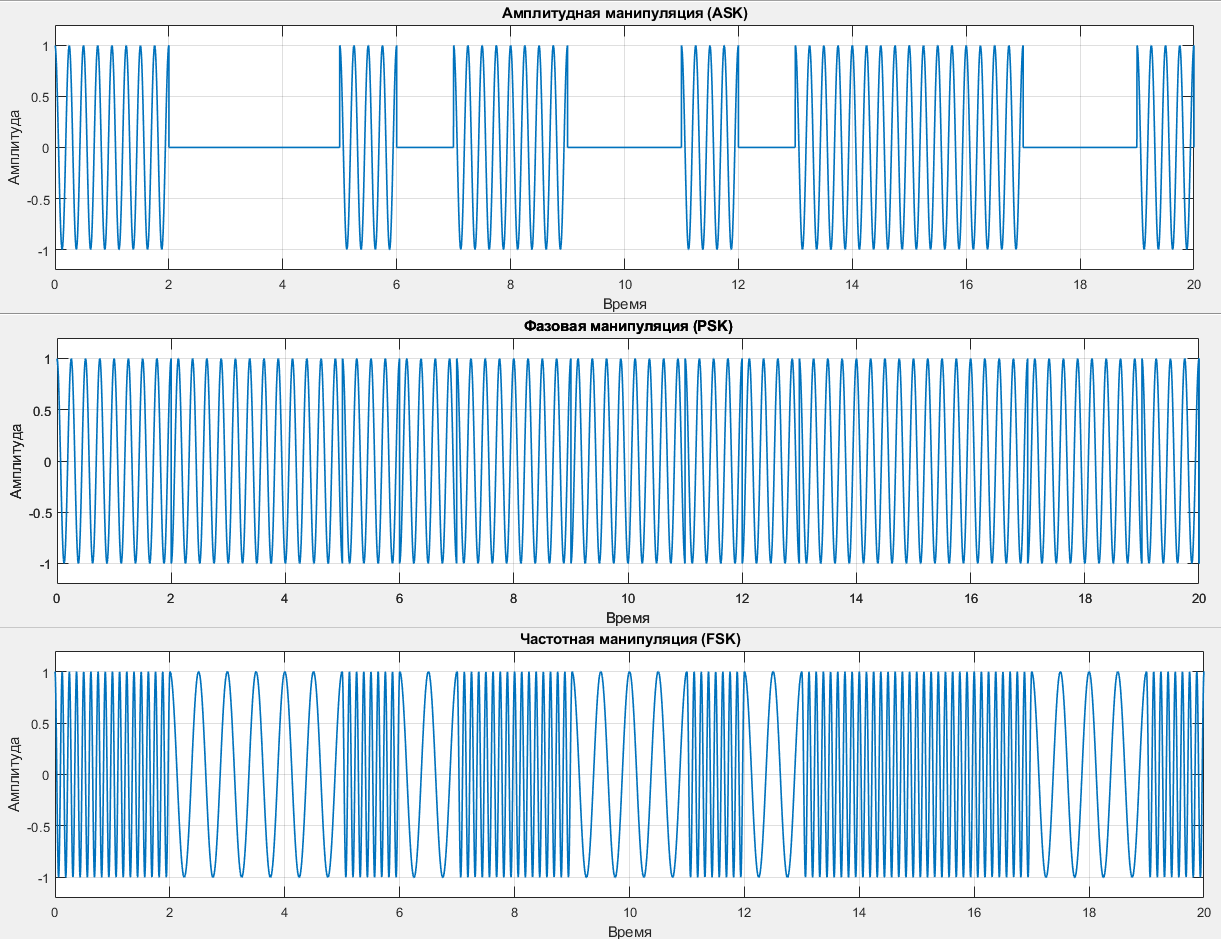 Амплитудная манипуляция (ASK)
Амплитуда
1
0.5
0
-0.5
-1
0 2 4 6 8 10 12 14 16 18 20
Время
Фазовая манипуляция (PSK)
Амплитуда
1
0.5
0
-0.5
-1
0 2 4 6 8 10 12 14 16 18 20
Время
Частотная манипуляция (FSK)
Амплитуда
1
0.5
0
-0.5
-1
0 2 4 6 8 10 12 14 16 18 20
Время